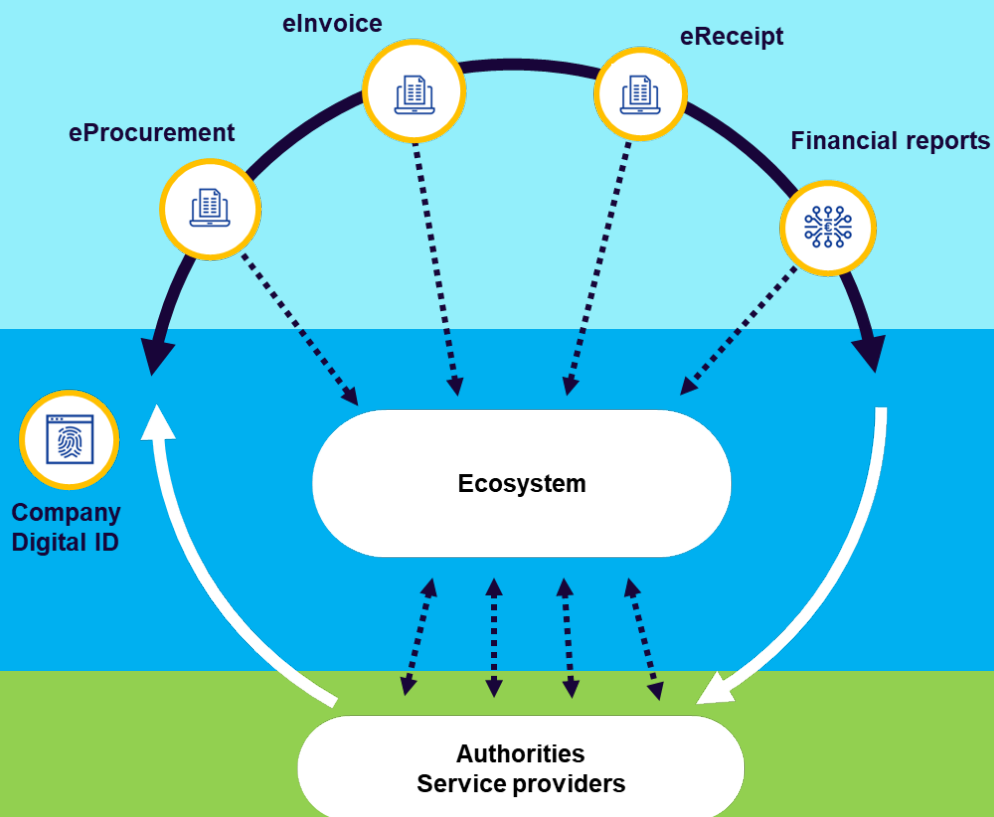 eInvoice
eReceipt
eProcurement
Financial reports
€
Ecosystem
Company
Digital ID
Authorities
Service providers